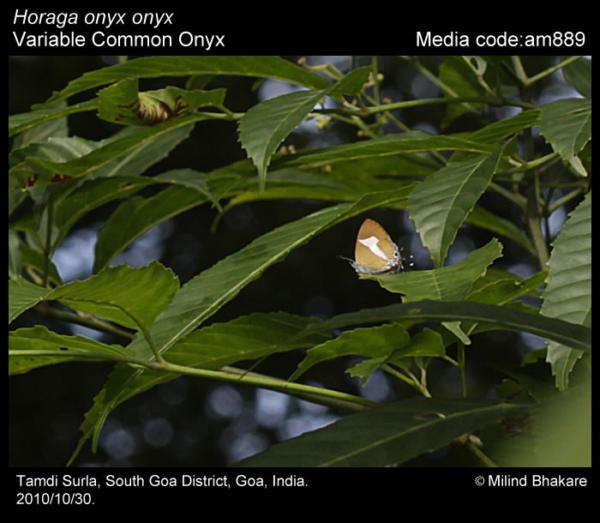 Horaga onyx onyx
Variable Common Onyx
Media code:am889
Tamdi Surla, South Goa District, Goa, India.
2010/10/30.
© Milind Bhakare